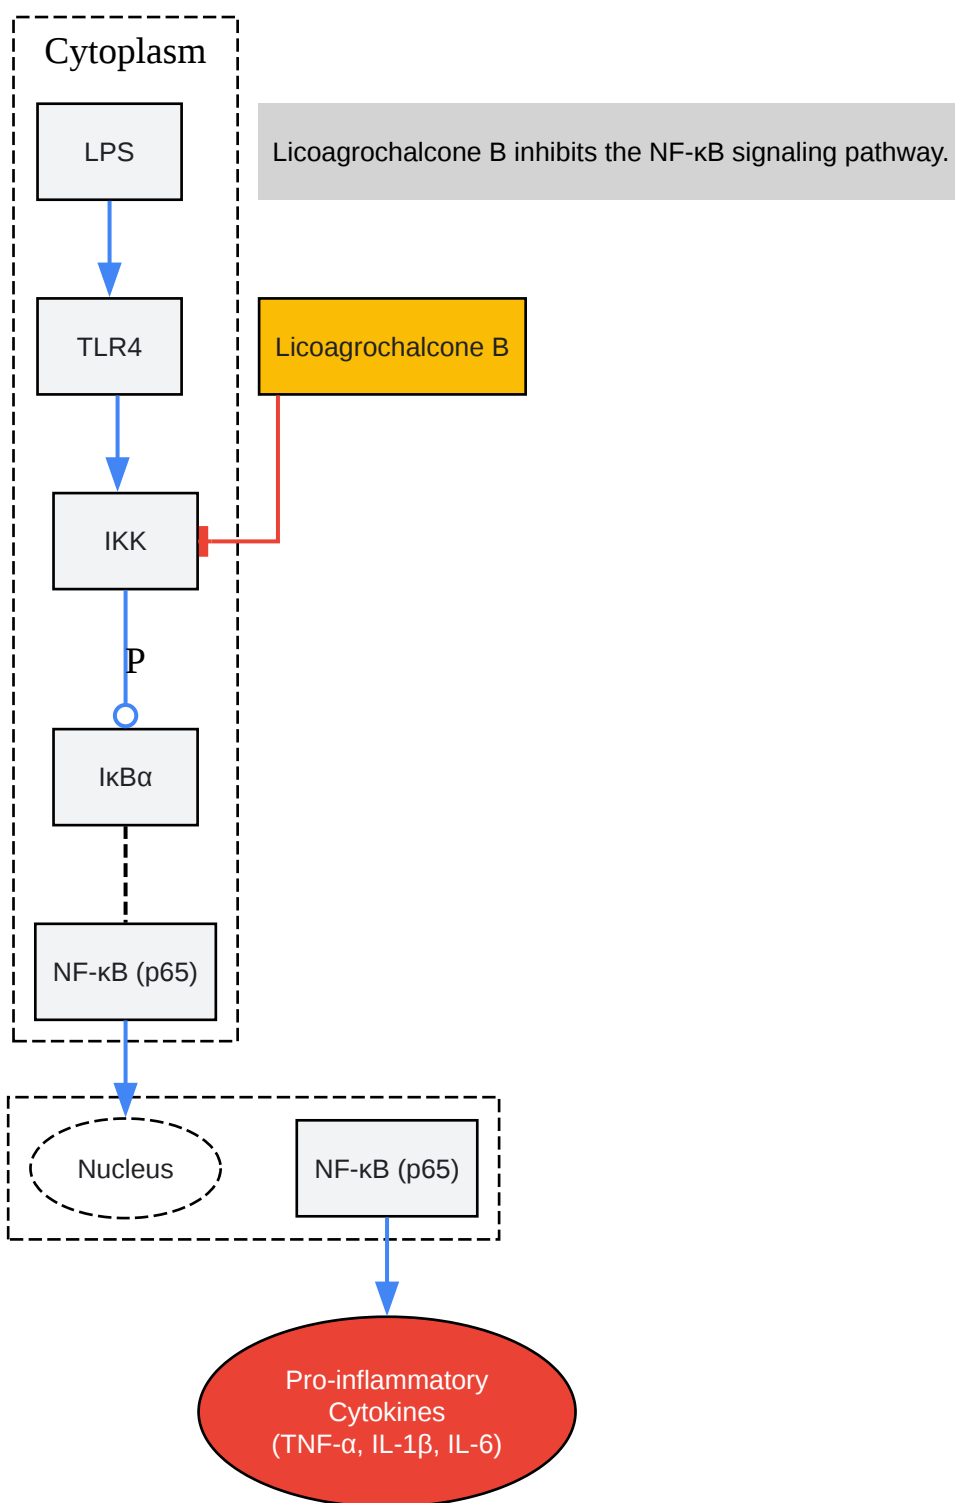 Cytoplasm
LPS
Licoagrochalcone B inhibits the NF-κB signaling pathway.
TLR4
Licoagrochalcone B
IKK
P
IκBα
NF-κB (p65)
Nucleus
NF-κB (p65)
Pro-inflammatory
Cytokines
(TNF-α, IL-1β, IL-6)